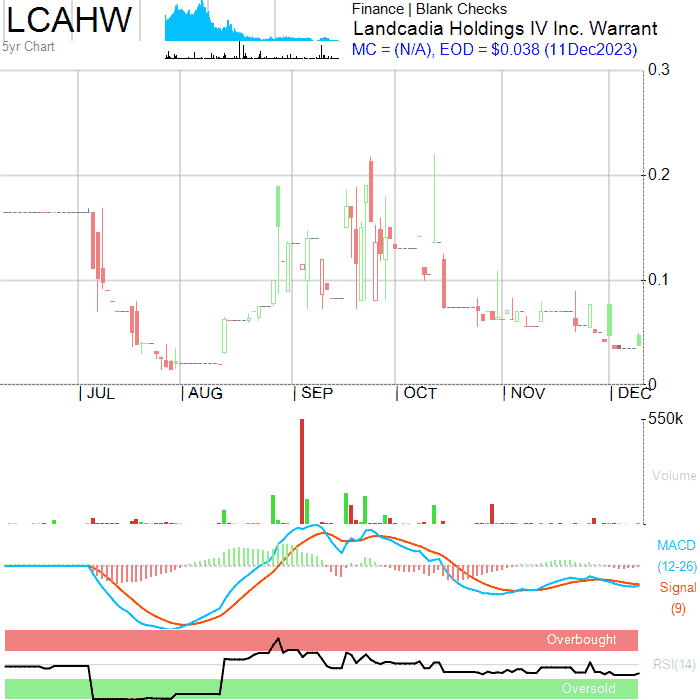 LCAHW
5yr Chart
Finance | Blank Checks
Landcadia Holdings IV Inc. Warrant
MC = (N/A), EOD = $0.038 (11Dec2023)
0.3
0.2
0.1
0
| JUL | AUG | SEP | OCT | NOV | DEC
550k
Volume
MACD
(12-26)
Signal
(9)
Overbought
RSI(14)
Oversold